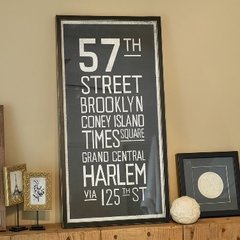 57TH
STREET
BROOKLYN
CONEY ISLAND
TIMES SQUARE
GRAND CENTRAL
HARLEM
VIA 125TH ST